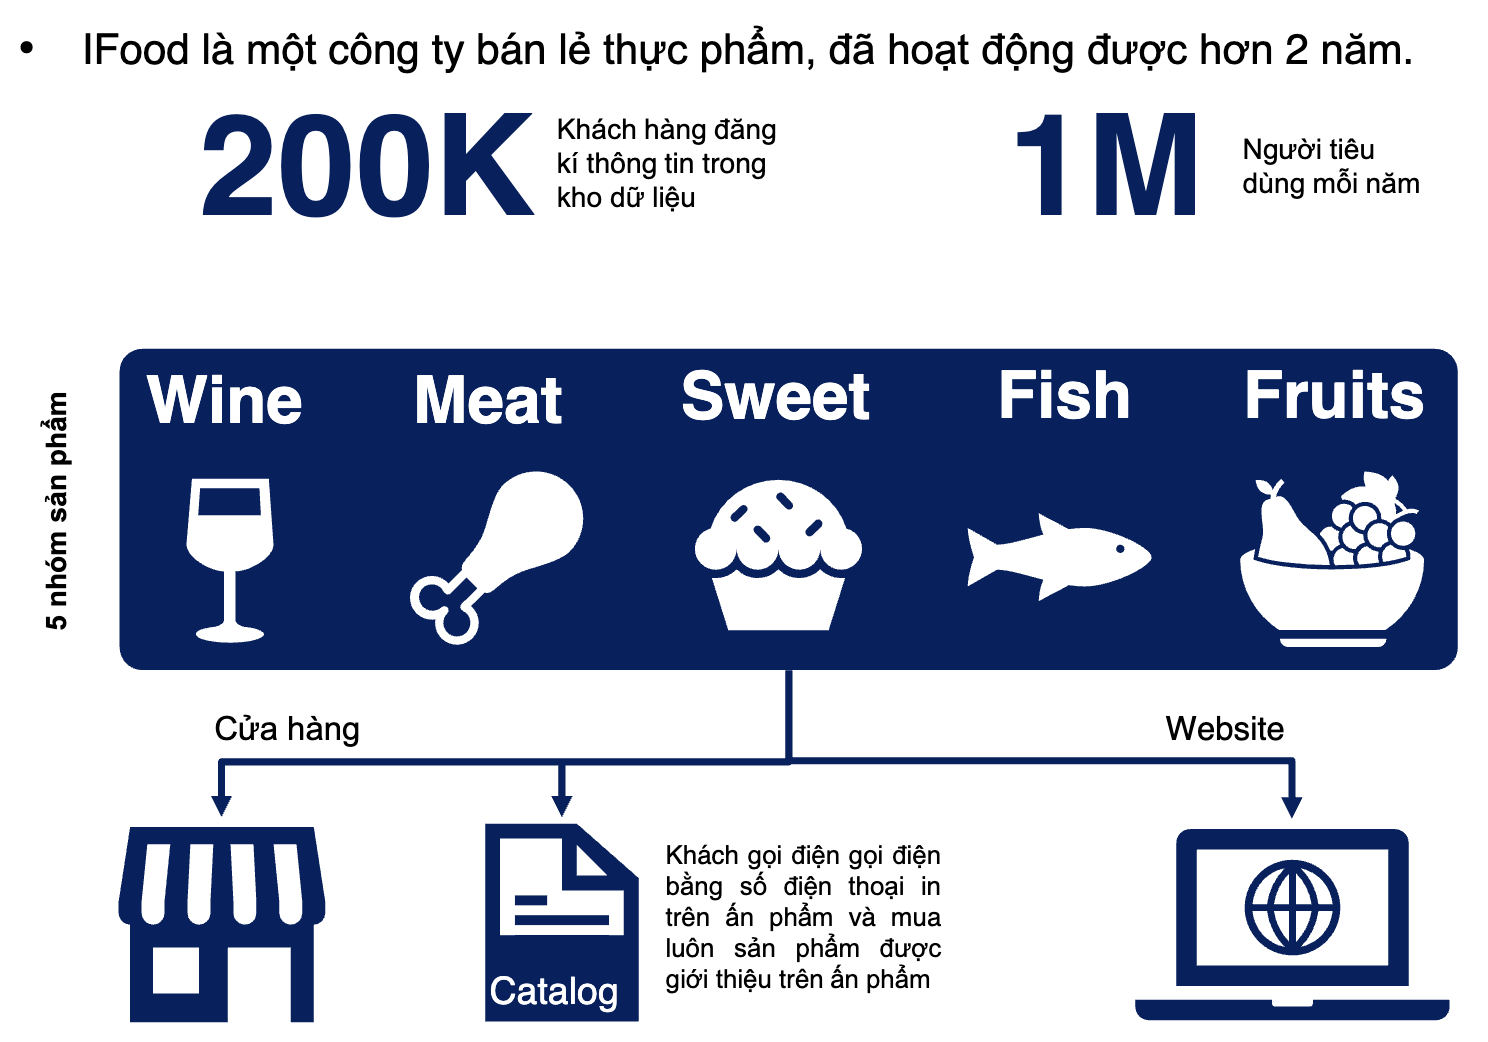 • IFood là một công ty bán lẻ thực phẩm, đã hoạt động được hơn 2 năm.
200K
Khách hàng đăng
kí thông tin trong
kho dữ liệu
1M
Người tiêu
dùng mỗi năm
5 nhóm sản phẩm
Wine
Meat
Sweet
Fish
Fruits
Cửa hàng
Website
Catalog
Khách gọi điện gọi điện
bằng số điện thoại in
trên ấn phẩm và mua
luôn sản phẩm được
giới thiệu trên ấn phẩm